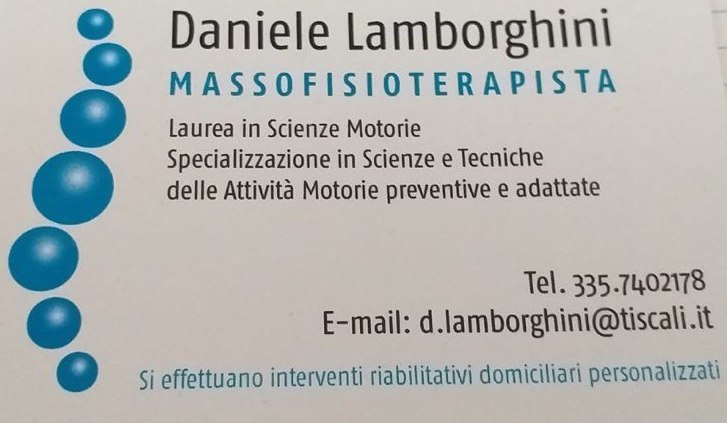 Daniele Lamborghini
MASSOFISIOTERAPISTA
Laurea in Scienze Motorie
Specializzazione in Scienze e Tecniche
delle Attività Motorie preventive e adattate
Tel. 335.7402178
E-mail: d.lamborghini@tiscali.it
Si effettuano interventi riabilitativi domiciliari personalizzati